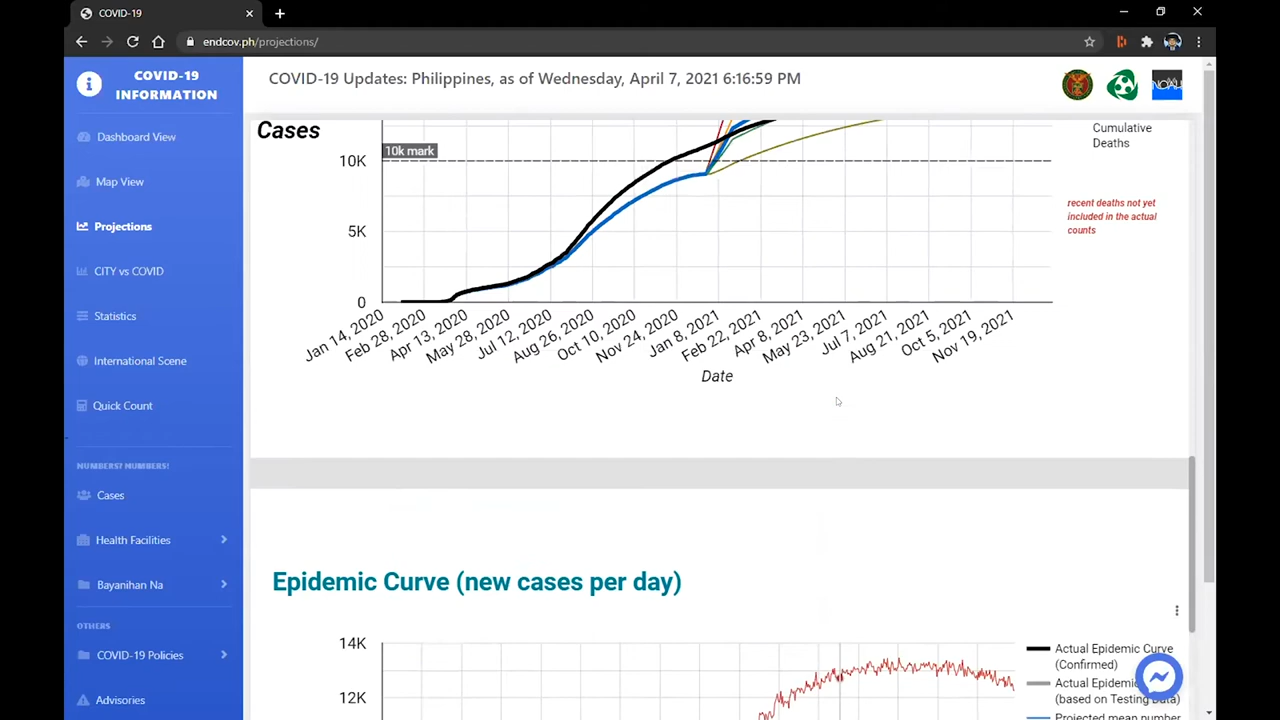 COVID-19
endcov.ph/projections/
COVID-19
INFORMATION
Dashboard View
Map View
Projections
CITY vs COVID
Statistics
International Scene
Quick Count
NUMBERS! NUMBERS!
Cases
Health Facilities
Bayanihan Na
OTHERS
COVID-19 Policies
Advisories
COVID-19 Updates: Philippines, as of Wednesday, April 7, 2021 6:16:59 PM
NOAH
Cases
10K
10k mark
5K
0
Jan 14, 2020
Feb 28, 2020
Apr 13, 2020
May 28, 2020
Jul 12, 2020
Aug 26, 2020
Oct 10, 2020
Nov 24, 2020
Jan 8, 2021
Feb 22, 2021
Apr 8, 2021
May 23, 2021
Jul 7, 2021
Aug 21, 2021
Oct 5, 2021
Nov 19, 2021
Date
Cumulative
Deaths
recent deaths not yet
included in the actual
counts
Epidemic Curve (new cases per day)
14K
12K
Actual Epidemic Curve
(Confirmed)
Actual Epidemic
(based on Testing Data)
Projected mean number